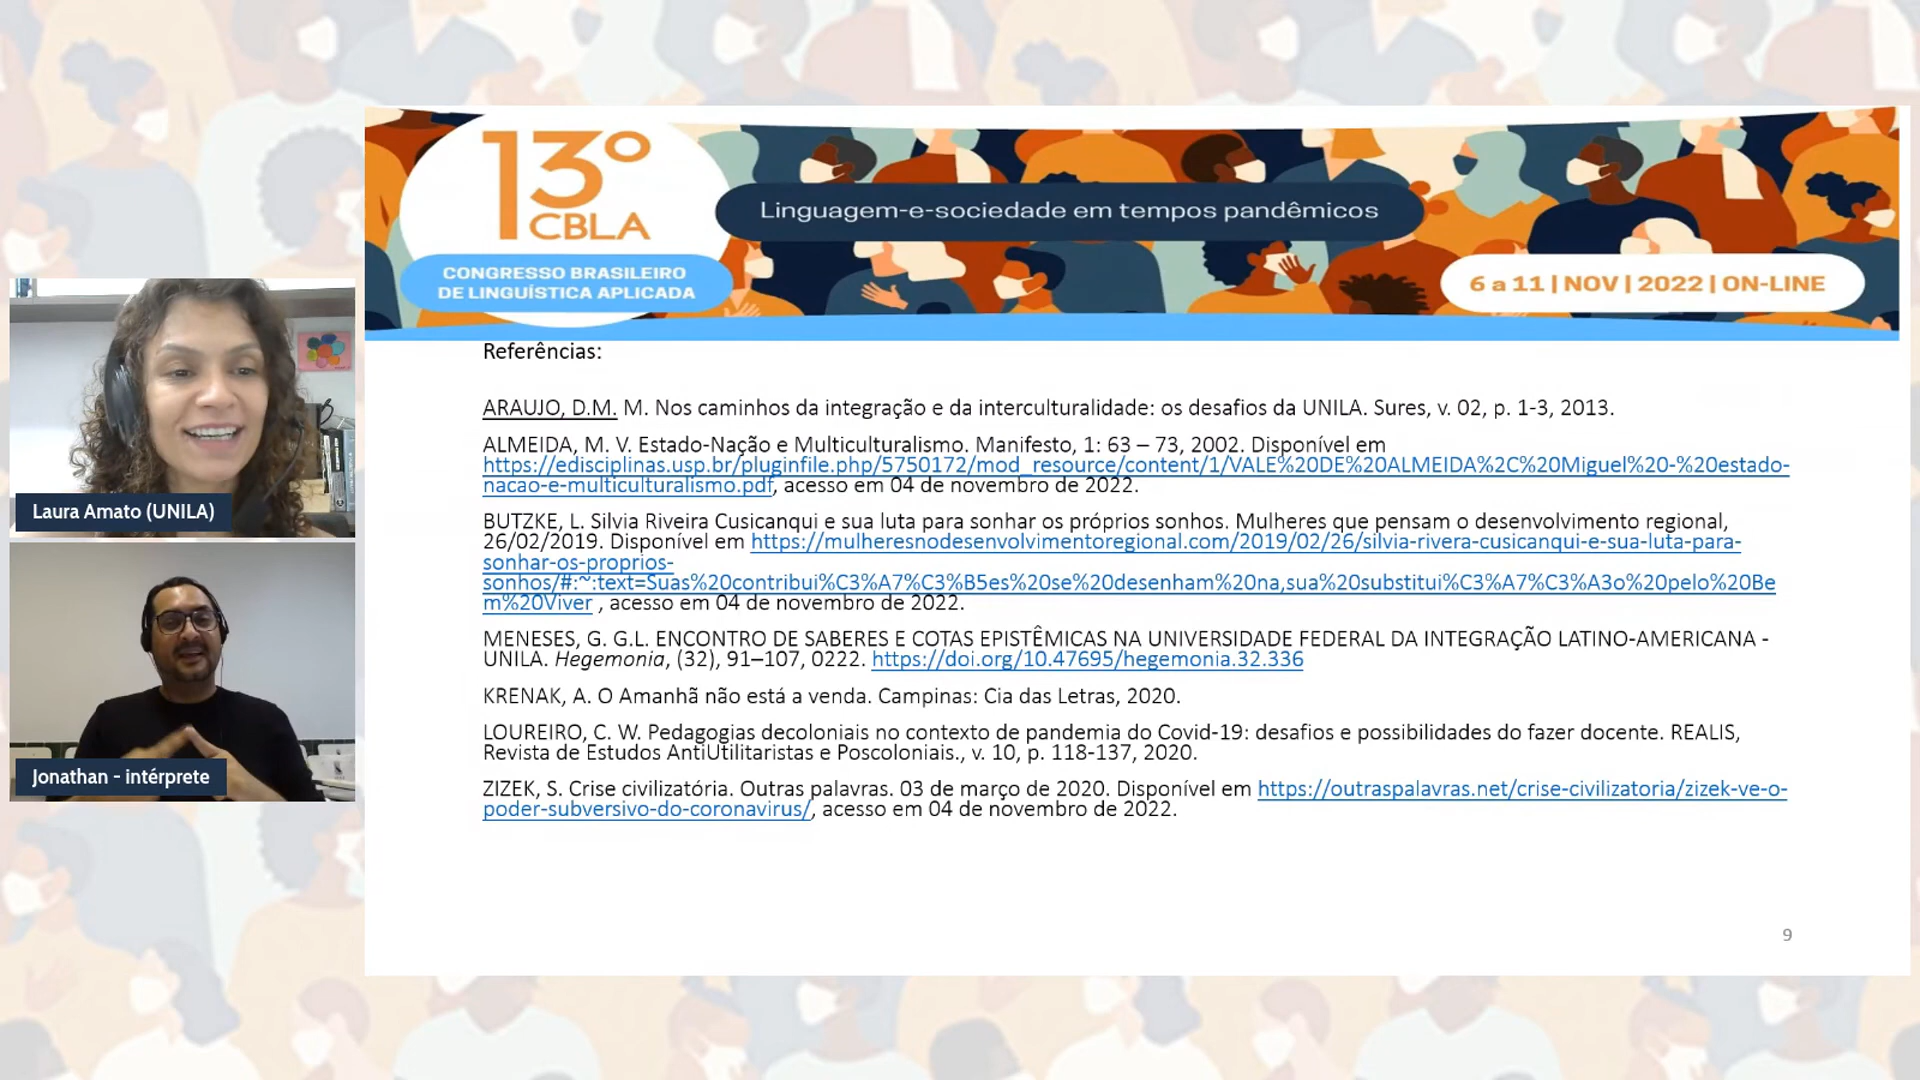 13º
CBLA
CONGRESSO BRASILEIRO
DE LINGUÍSTICA APLICADA
Linguagem-e-sociedade em tempos pandêmicos
6 a 11 | NOV | 2022 | ON-LINE
Laura Amato (UNILA)
Jonathan - intérprete
Referências:
ARAUJO, D.M. M. Nos caminhos da integração e da interculturalidade: os desafios da UNILA. Sures, v. 02, p. 1-3, 2013.
ALMEIDA, M. V. Estado-Nação e Multiculturalismo. Manifesto, 1: 63 – 73, 2002. Disponível em
https://edisciplinas.usp.br/pluginfile.php/5750172/mod_resource/content/1/VALE%20DE%20ALMEIDA%2C%20Miguel%20-%20estado-
nacao-e-multiculturalismo.pdf, acesso em 04 de novembro de 2022.
BUTZKE, L. Silvia Riveira Cusicanqui e sua luta para sonhar os próprios sonhos. Mulheres que pensam o desenvolvimento regional,
26/02/2019. Disponível em https://mulheresnodesenvolvimentoregional.com/2019/02/26/silvia-rivera-cusicanqui-e-sua-luta-para-
sonhar-os-proprios-
sonhos/#:~:text=Suas%20contribui%C3%A7%C3%B5es%20se%20desenham%20na,sua%20substitui%C3%A7%C3%A3o%20pelo%20Be
m%20Viver , acesso em 04 de novembro de 2022.
MENESES, G. G.L. ENCONTRO DE SABERES E COTAS EPISTÊMICAS NA UNIVERSIDADE FEDERAL DA INTEGRAÇÃO LATINO-AMERICANA -
UNILA. Hegemonia, (32), 91–107, 0222. https://doi.org/10.47695/hegemonia.32.336
KRENAK, A. O Amanhã não está a venda. Campinas: Cia das Letras, 2020.
LOUREIRO, C. W. Pedagogias decoloniais no contexto de pandemia do Covid-19: desafios e possibilidades do fazer docente. REALIS,
Revista de Estudos AntiUtilitaristas e Poscoloniais., v. 10, p. 118-137, 2020.
ZIZEK, S. Crise civilizatória. Outras palavras. 03 de março de 2020. Disponível em https://outraspalavras.net/crise-civilizatoria/zizek-ve-o-
poder-subversivo-do-coronavirus/, acesso em 04 de novembro de 2022.
9